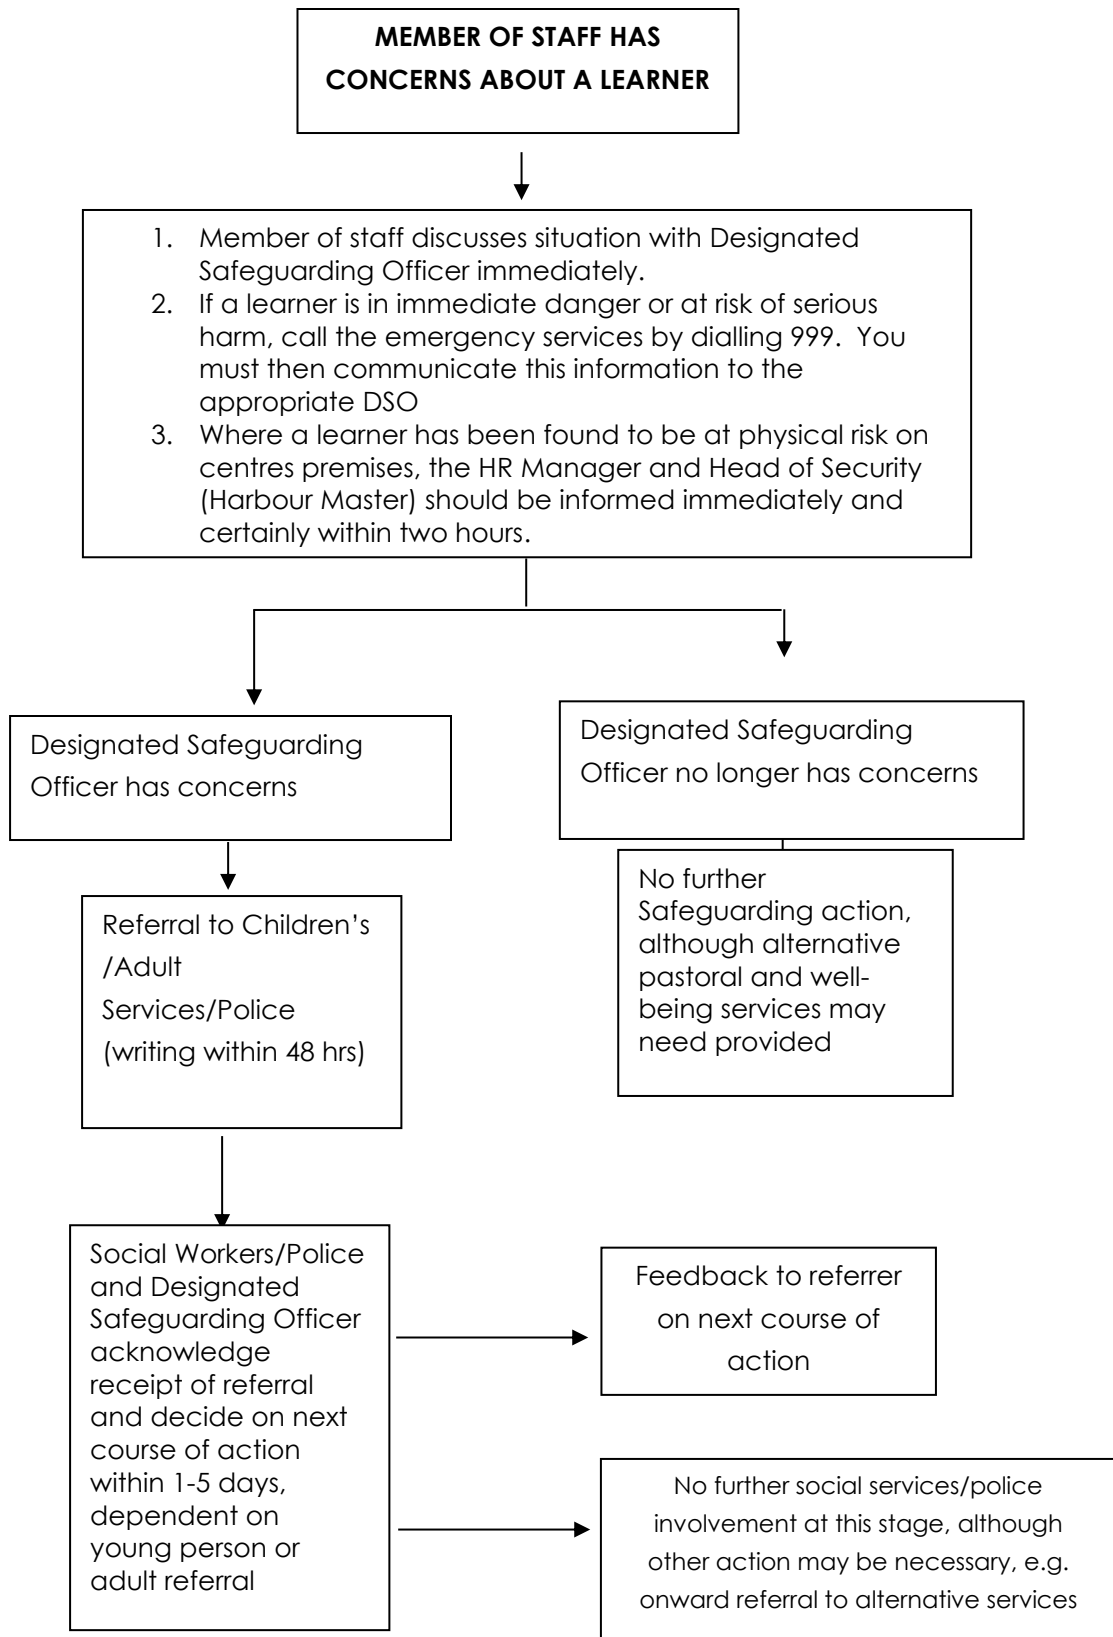 MEMBER OF STAFF HAS
CONCERNS ABOUT A LEARNER
1. Member of staff discusses situation with Designated
Safeguarding Officer immediately.
2. If a learner is in immediate danger or at risk of serious
harm, call the emergency services by dialling 999.  You
must then communicate this information to the
appropriate DSO
3. Where a learner has been found to be at physical risk on
centres premises, the HR Manager and Head of Security
(Harbour Master) should be informed immediately and
certainly within two hours.
Designated Safeguarding
Officer has concerns
Designated Safeguarding
Officer no longer has concerns
Referral to Children’s
/Adult
Services/Police
(writing within 48 hrs)
No further
Safeguarding action,
although alternative
pastoral and well-
being services may
need provided
Social Workers/Police
and Designated
Safeguarding Officer
acknowledge
receipt of referral
and decide on next
course of action
within 1-5 days,
dependent on
young person or
adult referral
Feedback to referrer
on next course of
action
No further social services/police
involvement at this stage, although
other action may be necessary, e.g.
onward referral to alternative services